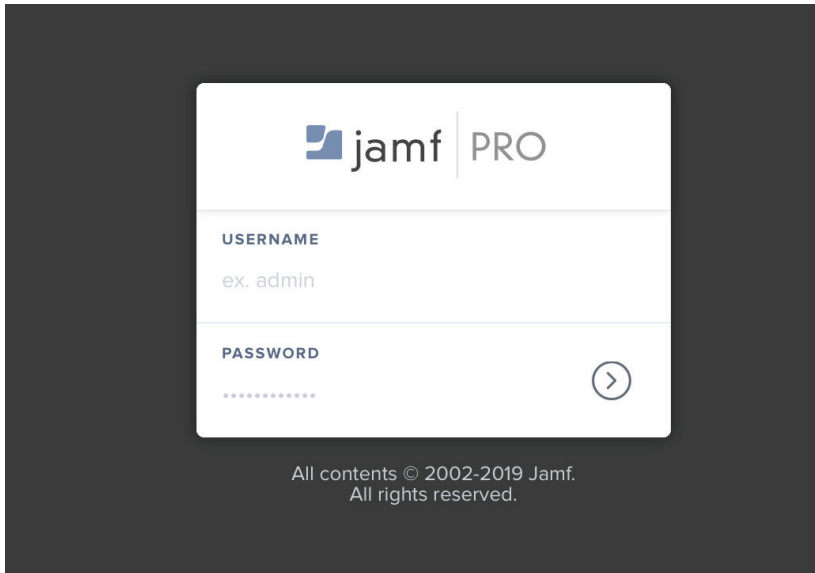 jamf PRO
USERNAME
ex. admin
PASSWORD
All contents © 2002-2019 Jamf.
All rights reserved.